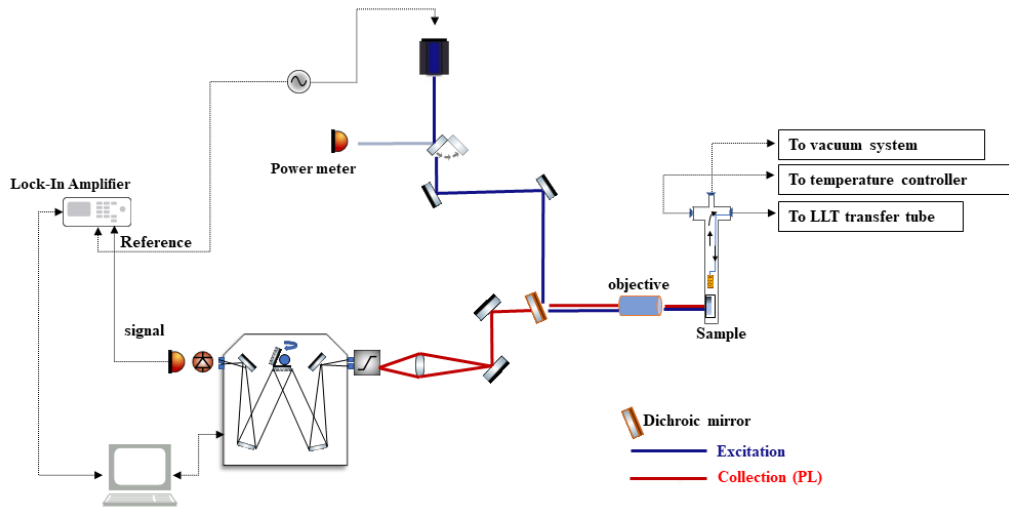 Power meter
To vacuum system
To temperature controller
To LLT transfer tube
Lock-In Amplifier
Reference
objective
Sample
signal
Dichroic mirror
Excitation
Collection (PL)